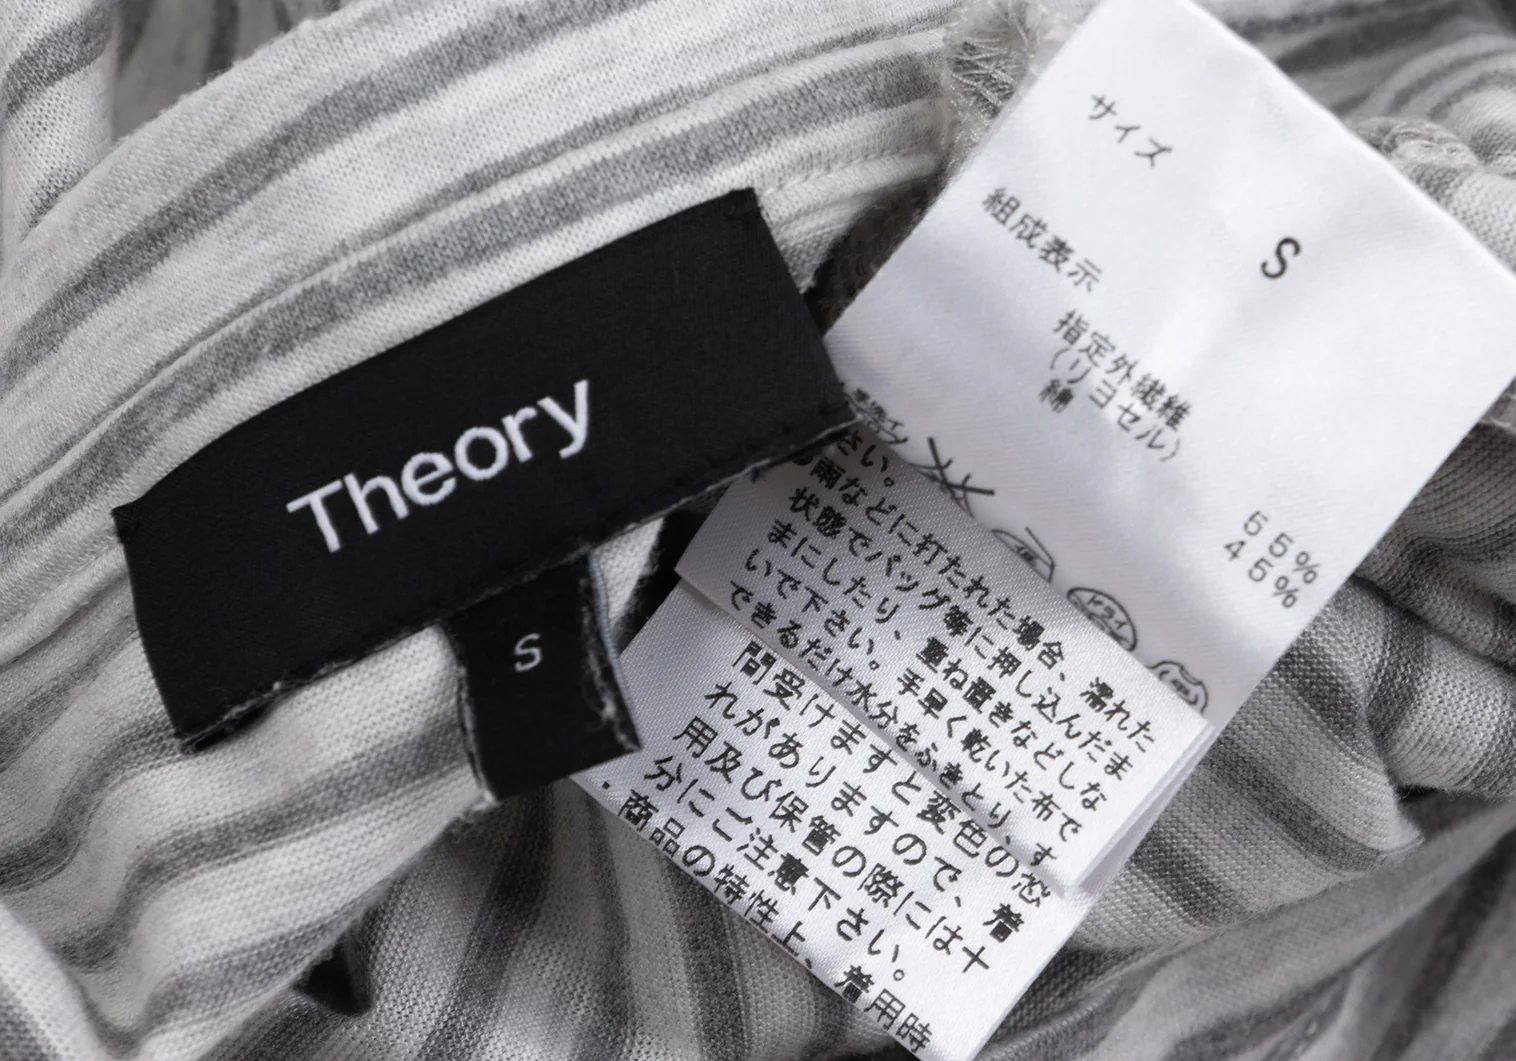 Theory
S
サイズ
S
組成表示
指定外繊維
(リヨセル)
55%
綿
45%
ドライ
さい。
雨などに打たれた場合、濡れた
状態でバッグ等に押し込んだま
まにしたり、重ね置きなどしな
いで下さい。手早く乾いた布で
できるだけ水分をふきとり、す
間受けますと変色の恐
れがありますので、着
用及び保管の際には十
分にご注意下さい。
・商品の特性上、着用時